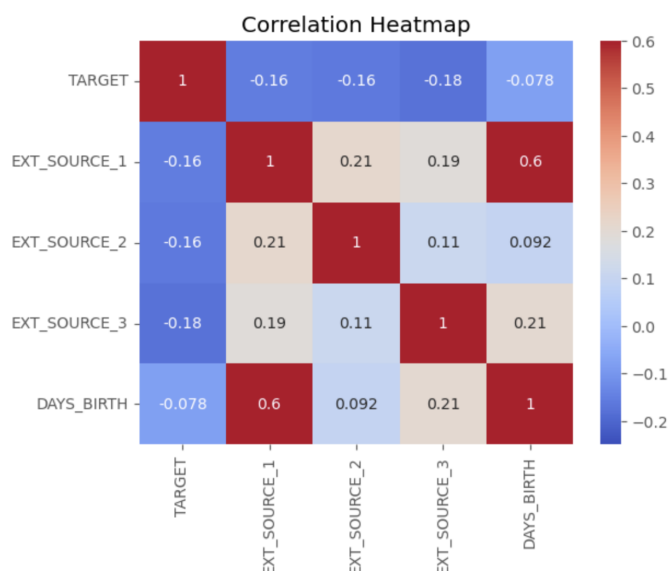 Correlation Heatmap
TARGET 1 -0.16 -0.16 -0.18 -0.078
EXT_SOURCE_1 -0.16 1 0.21 0.19 0.6
EXT_SOURCE_2 -0.16 0.21 1 0.11 0.092
EXT_SOURCE_3 -0.18 0.19 0.11 1 0.21
DAYS_BIRTH -0.078 0.6 0.092 0.21 1
TARGET
EXT_SOURCE_1
EXT_SOURCE_2
EXT_SOURCE_3
DAYS_BIRTH
0.6
0.5
0.4
0.3
0.2
0.1
0.0
−0.1
−0.2